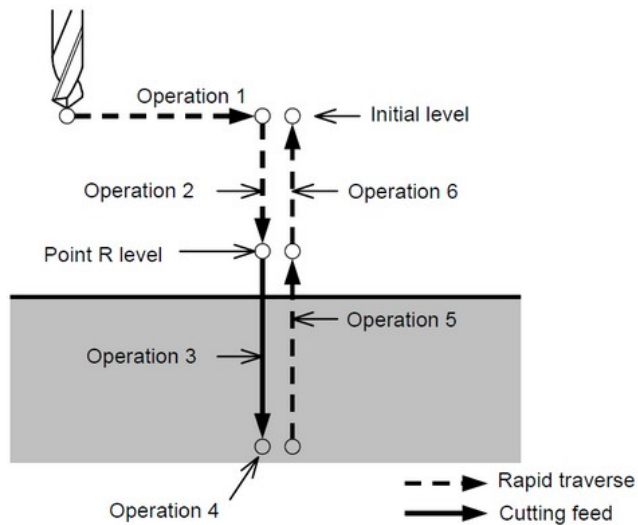 Operation 1
Initial level
Operation 2
Operation 6
Point R level
Operation 5
Operation 3
Operation 4
Rapid traverse
Cutting feed